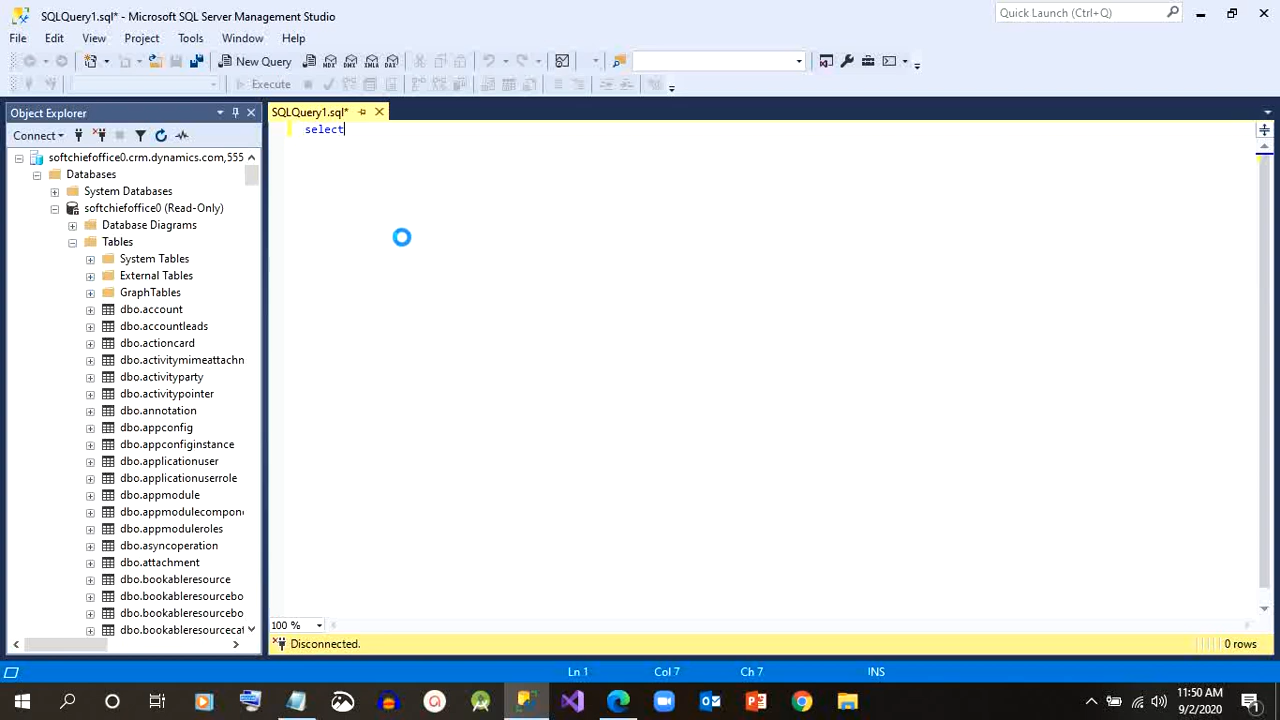 SQLQuery1.sql* - Microsoft SQL Server Management Studio
Quick Launch (Ctrl+Q)
File Edit View Project Tools Window Help
New Query
MDX DMX XMLA DAX
Execute
Object Explorer
SQLQuery1.sql*
Connect
select
softchiefoffice0.crm.dynamics.com,555
Databases
System Databases
softchiefoffice0 (Read-Only)
Database Diagrams
Tables
System Tables
External Tables
GraphTables
dbo.account
dbo.accountleads
dbo.actioncard
dbo.activitymimeattachn
dbo.activityparty
dbo.activitypointer
dbo.annotation
dbo.appconfig
dbo.appconfiginstance
dbo.applicationuser
dbo.applicationuserrole
dbo.appmodule
dbo.appmodulecompon
dbo.appmoduleroles
dbo.asyncoperation
dbo.attachment
dbo.bookableresource
dbo.bookableresourcebo
dbo.bookableresourcebo
dbo.bookableresourcecat
100 %
Disconnected.
0 rows
Ln 1 Col 7 Ch 7 INS
11:50 AM
9/2/2020